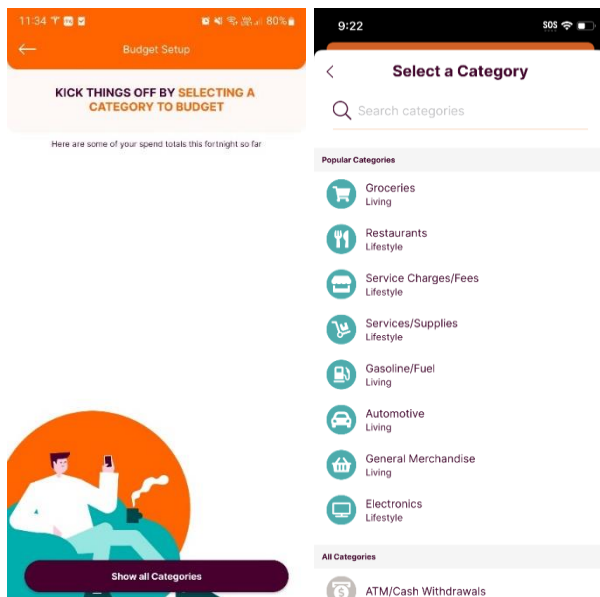 11:34
80%
Budget Setup
KICK THINGS OFF BY SELECTING A
CATEGORY TO BUDGET
Here are some of your spend totals this fortnight so far
Show all Categories
9:22
SOS
Select a Category
Search categories
Popular Categories
Groceries
Living
Restaurants
Lifestyle
Service Charges/Fees
Lifestyle
Services/Supplies
Lifestyle
Gasoline/Fuel
Living
Automotive
Living
General Merchandise
Living
Electronics
Lifestyle
All Categories
ATM/Cash Withdrawals